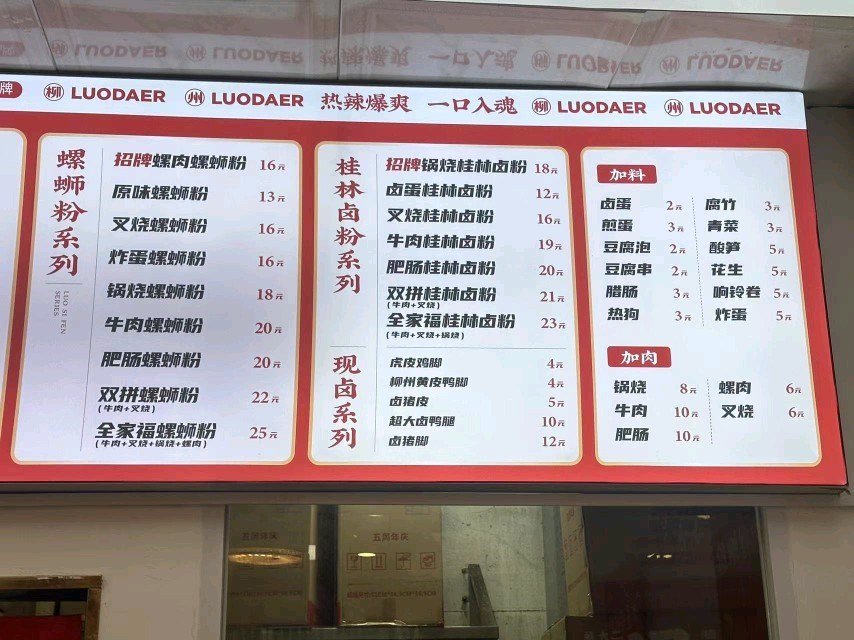 牌 柳 LUODAER 州 LUODAER 热辣爆爽 一口入魂 柳 LUODAER 州 LUODAER
螺蛳粉系列
LUO SI FEN
SERIES
招牌螺肉螺蛳粉 16元
原味螺蛳粉 13元
叉烧螺蛳粉 16元
炸蛋螺蛳粉 16元
锅烧螺蛳粉 18元
牛肉螺蛳粉 20元
肥肠螺蛳粉 20元
双拼螺蛳粉 22元
(牛肉+叉烧)
全家福螺蛳粉 25元
(牛肉+叉烧+锅烧+螺肉)
桂林卤粉系列
招牌锅烧桂林卤粉 18元
卤蛋桂林卤粉 12元
叉烧桂林卤粉 16元
牛肉桂林卤粉 19元
肥肠桂林卤粉 20元
双拼桂林卤粉 21元
(牛肉+叉烧)
全家福桂林卤粉 23元
(牛肉+叉烧+锅烧)
现卤系列
虎皮鸡脚 4元
柳州黄皮鸭脚 4元
卤猪皮 5元
超大卤鸭腿 10元
卤猪脚 12元
加料
卤蛋 2元 腐竹 3元
煎蛋 3元 青菜 3元
豆腐泡 2元 酸笋 5元
豆腐串 2元 花生 5元
腊肠 3元 响铃卷 5元
热狗 3元 炸蛋 5元
加肉
锅烧 8元 螺肉 6元
牛肉 10元 叉烧 6元
肥肠 10元
五周年庆 五周年庆